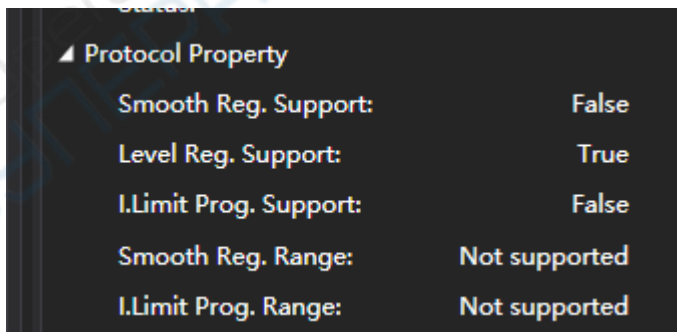 Protocol Property
Smooth Reg. Support: False
Level Reg. Support: True
I.Limit Prog. Support: False
Smooth Reg. Range: Not supported
I.Limit Prog. Range: Not supported